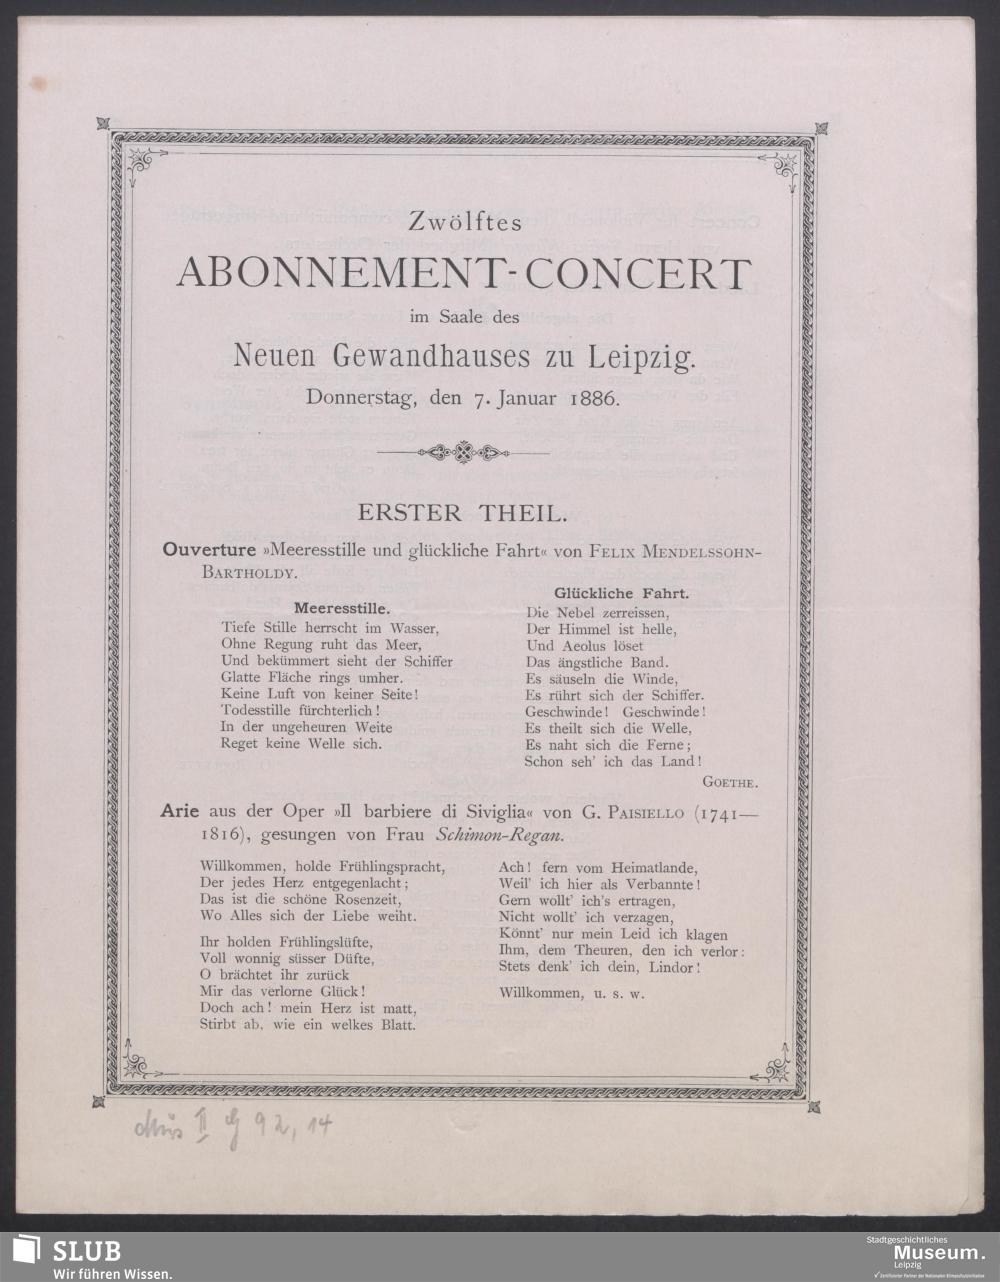 Zwölftes
ABONNEMENT-CONCERT
im Saale des
Neuen Gewandhauses zu Leipzig.
Donnerstag, den 7. Januar 1886.
ERSTER THEIL.
Ouverture »Meeresstille und glückliche Fahrt« von FELIX MENDELSSOHN-
BARTHOLDY.
Meeresstille.
Tiefe Stille herrscht im Wasser,
Ohne Regung ruht das Meer,
Und bekümmert sieht der Schiffer
Glatte Fläche rings umher.
Keine Luft von keiner Seite!
Todesstille fürchterlich!
In der ungeheuren Weite
Reget keine Welle sich.
Glückliche Fahrt.
Die Nebel zerreissen,
Der Himmel ist helle,
Und Aeolus löset
Das ängstliche Band.
Es säuseln die Winde,
Es rührt sich der Schiffer.
Geschwinde! Geschwinde!
Es theilt sich die Welle,
Es naht sich die Ferne;
Schon seh' ich das Land!
GOETHE.
Arie aus der Oper »Il barbiere di Siviglia« von G. PAISIELLO (1741—
1816), gesungen von Frau Schimon-Regan.
Willkommen, holde Frühlingspracht,
Der jedes Herz entgegenlacht;
Das ist die schöne Rosenzeit,
Wo Alles sich der Liebe weiht.
Ihr holden Frühlingslüfte,
Voll wonnig süsser Düfte,
O brächtet ihr zurück
Mir das verlorne Glück!
Doch ach! mein Herz ist matt,
Stirbt ab, wie ein welkes Blatt.
Ach! fern vom Heimatlande,
Weil' ich hier als Verbannte!
Gern wollt' ich's ertragen,
Nicht wollt' ich verzagen,
Könnt' nur mein Leid ich klagen
Ihm, dem Theuren, den ich verlor:
Stets denk' ich dein, Lindor!
Willkommen, u. s. w.
Mus II G 92, 14
SLUB
Wir führen Wissen.
Stadtgeschichtliches
Museum.
Leipzig
Zertifizierter Partner der Nationalen Klimaschutzinitiative